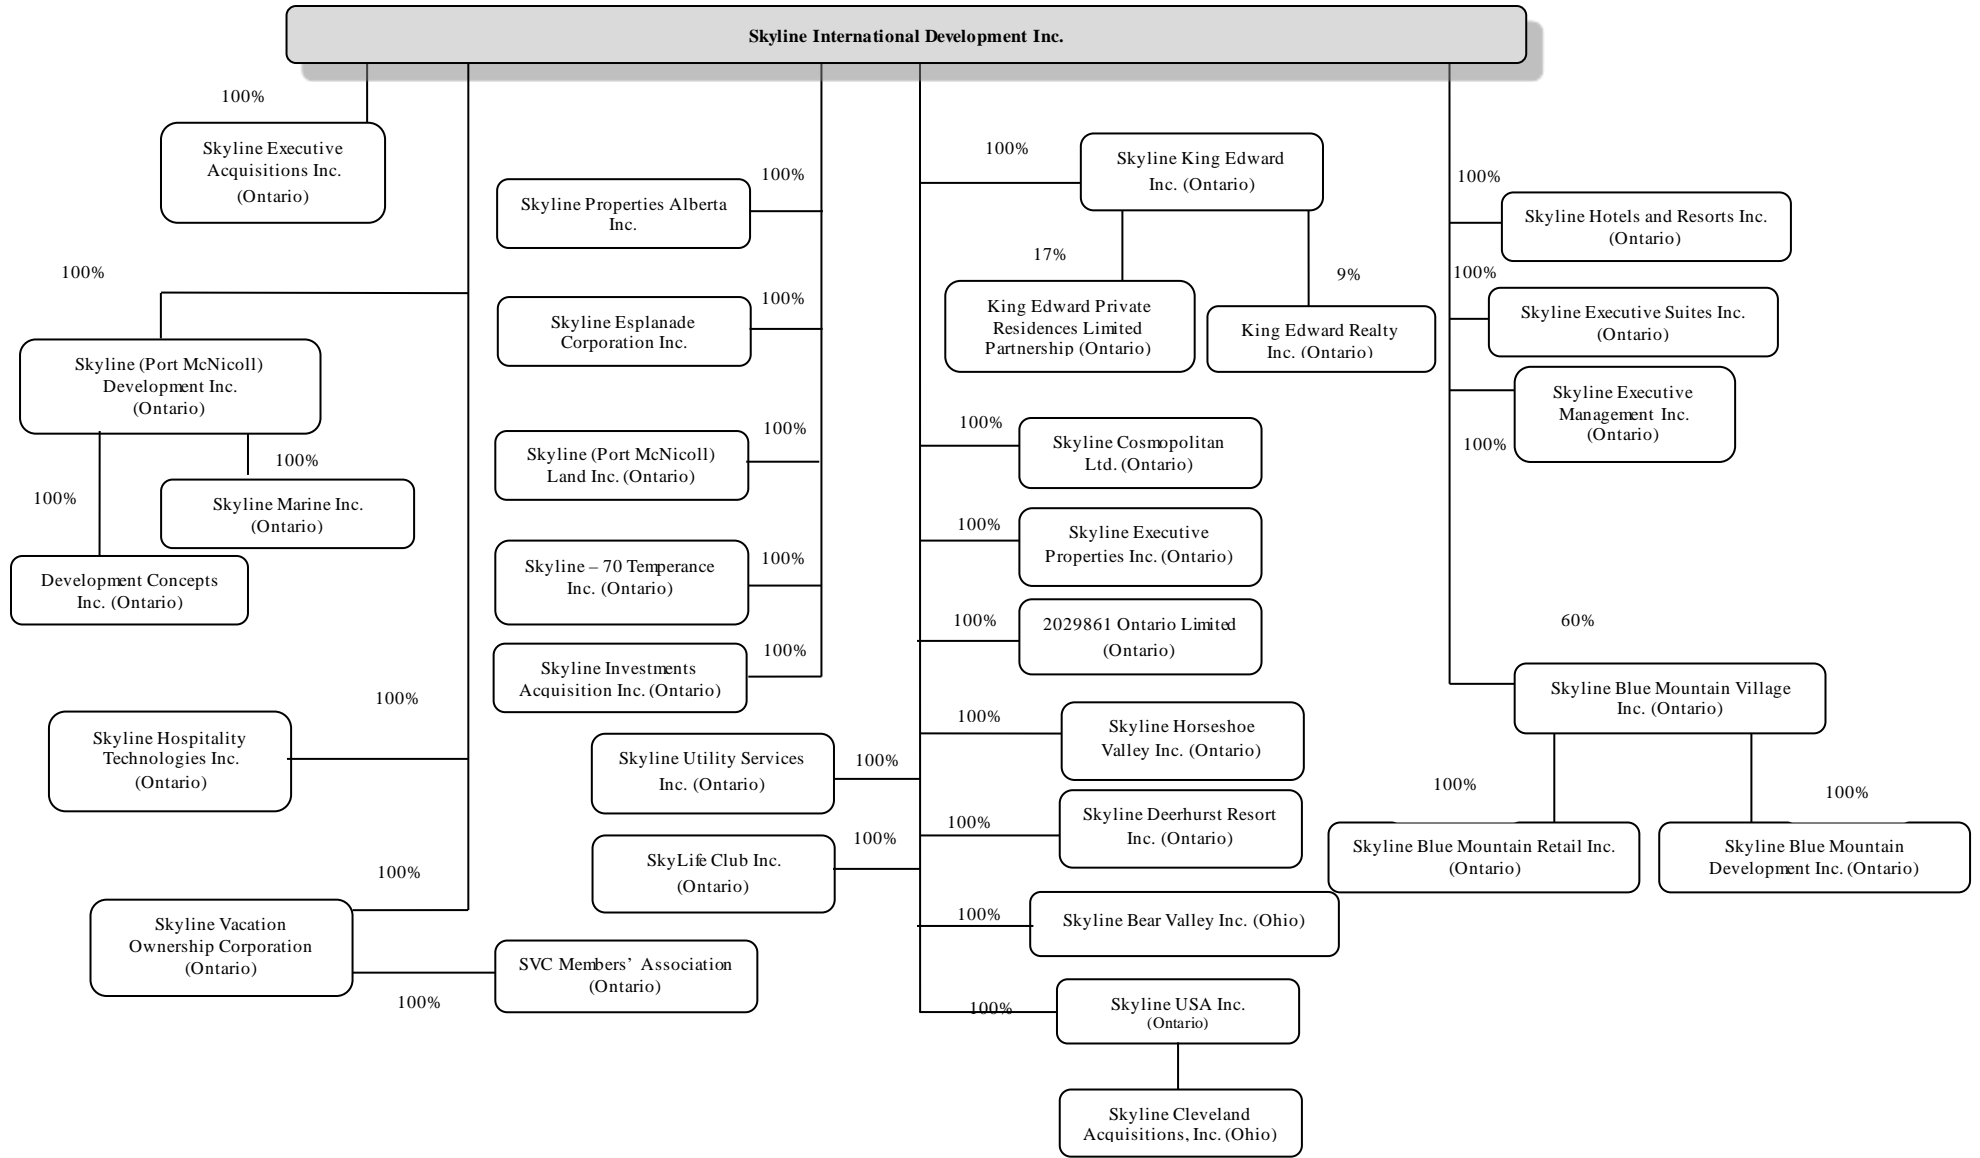 Skyline International Development Inc.
100%
Skyline Executive
Acquisitions Inc.
(Ontario)
100%
Skyline (Port McNicoll)
Development Inc.
(Ontario)
100%
Skyline Marine Inc.
(Ontario)
100%
Development Concepts
Inc. (Ontario)
100%
Skyline Hospitality
Technologies Inc.
(Ontario)
100%
Skyline Vacation
Ownership Corporation
(Ontario)
100%
SVC Members' Association
(Ontario)
100%
Skyline Properties Alberta
Inc.
100%
Skyline Esplanade
Corporation Inc.
100%
Skyline (Port McNicoll)
Land Inc. (Ontario)
100%
Skyline – 70 Temperance
Inc. (Ontario)
100%
Skyline Investments
Acquisition Inc. (Ontario)
100%
Skyline Utility Services
Inc. (Ontario)
100%
SkyLife Club Inc.
(Ontario)
100%
Skyline King Edward
Inc. (Ontario)
17%
King Edward Private
Residences Limited
Partnership (Ontario)
9%
King Edward Realty
Inc. (Ontario)
100%
Skyline Cosmopolitan
Ltd. (Ontario)
100%
Skyline Executive
Properties Inc. (Ontario)
100%
2029861 Ontario Limited
(Ontario)
100%
Skyline Horseshoe
Valley Inc. (Ontario)
100%
Skyline Deerhurst Resort
Inc. (Ontario)
100%
Skyline Bear Valley Inc. (Ohio)
100%
Skyline USA Inc.
(Ontario)
Skyline Cleveland
Acquisitions, Inc. (Ohio)
100%
Skyline Hotels and Resorts Inc.
(Ontario)
100%
Skyline Executive Suites Inc.
(Ontario)
100%
Skyline Executive
Management Inc.
(Ontario)
60%
Skyline Blue Mountain Village
Inc. (Ontario)
100%
Skyline Blue Mountain Retail Inc.
(Ontario)
100%
Skyline Blue Mountain
Development Inc. (Ontario)